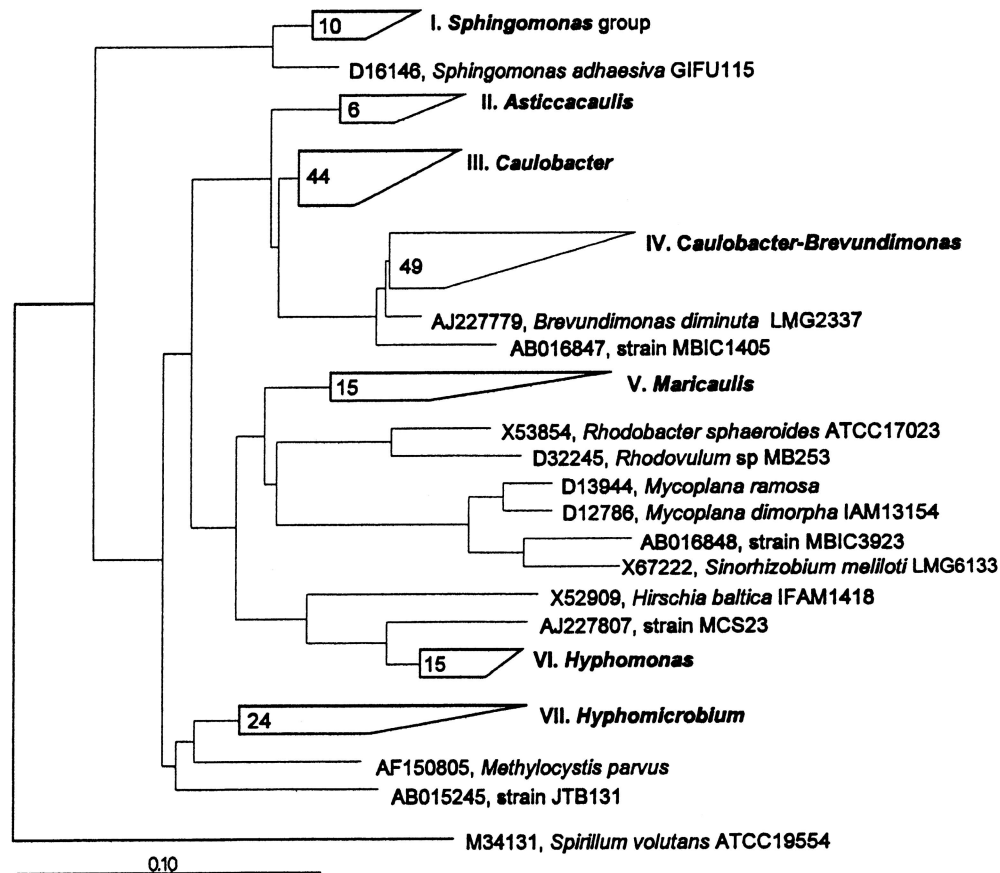 10
I. Sphingomonas group
D16146, Sphingomonas adhaesiva GIFU115
6
II. Asticcacaulis
44
III. Caulobacter
49
IV. Caulobacter-Brevundimonas
AJ227779, Brevundimonas diminuta LMG2337
AB016847, strain MBIC1405
15
V. Maricaulis
X53854, Rhodobacter sphaeroides ATCC17023
D32245, Rhodovulum sp MB253
D13944, Mycoplana ramosa
D12786, Mycoplana dimorpha IAM13154
AB016848, strain MBIC3923
X67222, Sinorhizobium meliloti LMG6133
X52909, Hirschia baltica IFAM1418
AJ227807, strain MCS23
15
VI. Hyphomonas
24
VII. Hyphomicrobium
AF150805, Methylocystis parvus
AB015245, strain JTB131
M34131, Spirillum volutans ATCC19554
0.10